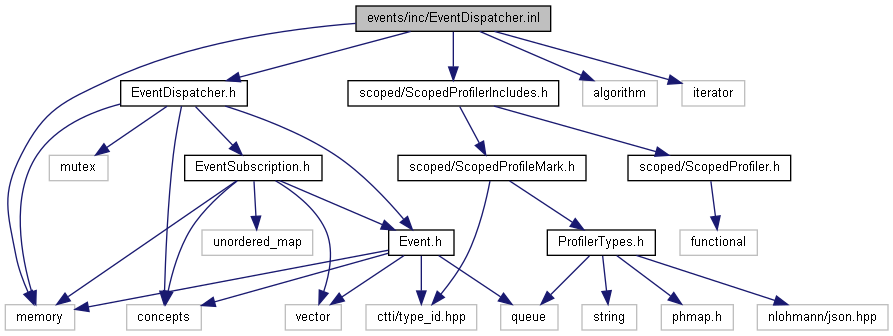 events/inc/EventDispatcher.inl
EventDispatcher.h
scoped/ScopedProfilerIncludes.h
algorithm
iterator
mutex
EventSubscription.h
scoped/ScopedProfileMark.h
scoped/ScopedProfiler.h
unordered_map
Event.h
ProfilerTypes.h
functional
memory
concepts
vector
ctti/type_id.hpp
queue
string
phmap.h
nlohmann/json.hpp